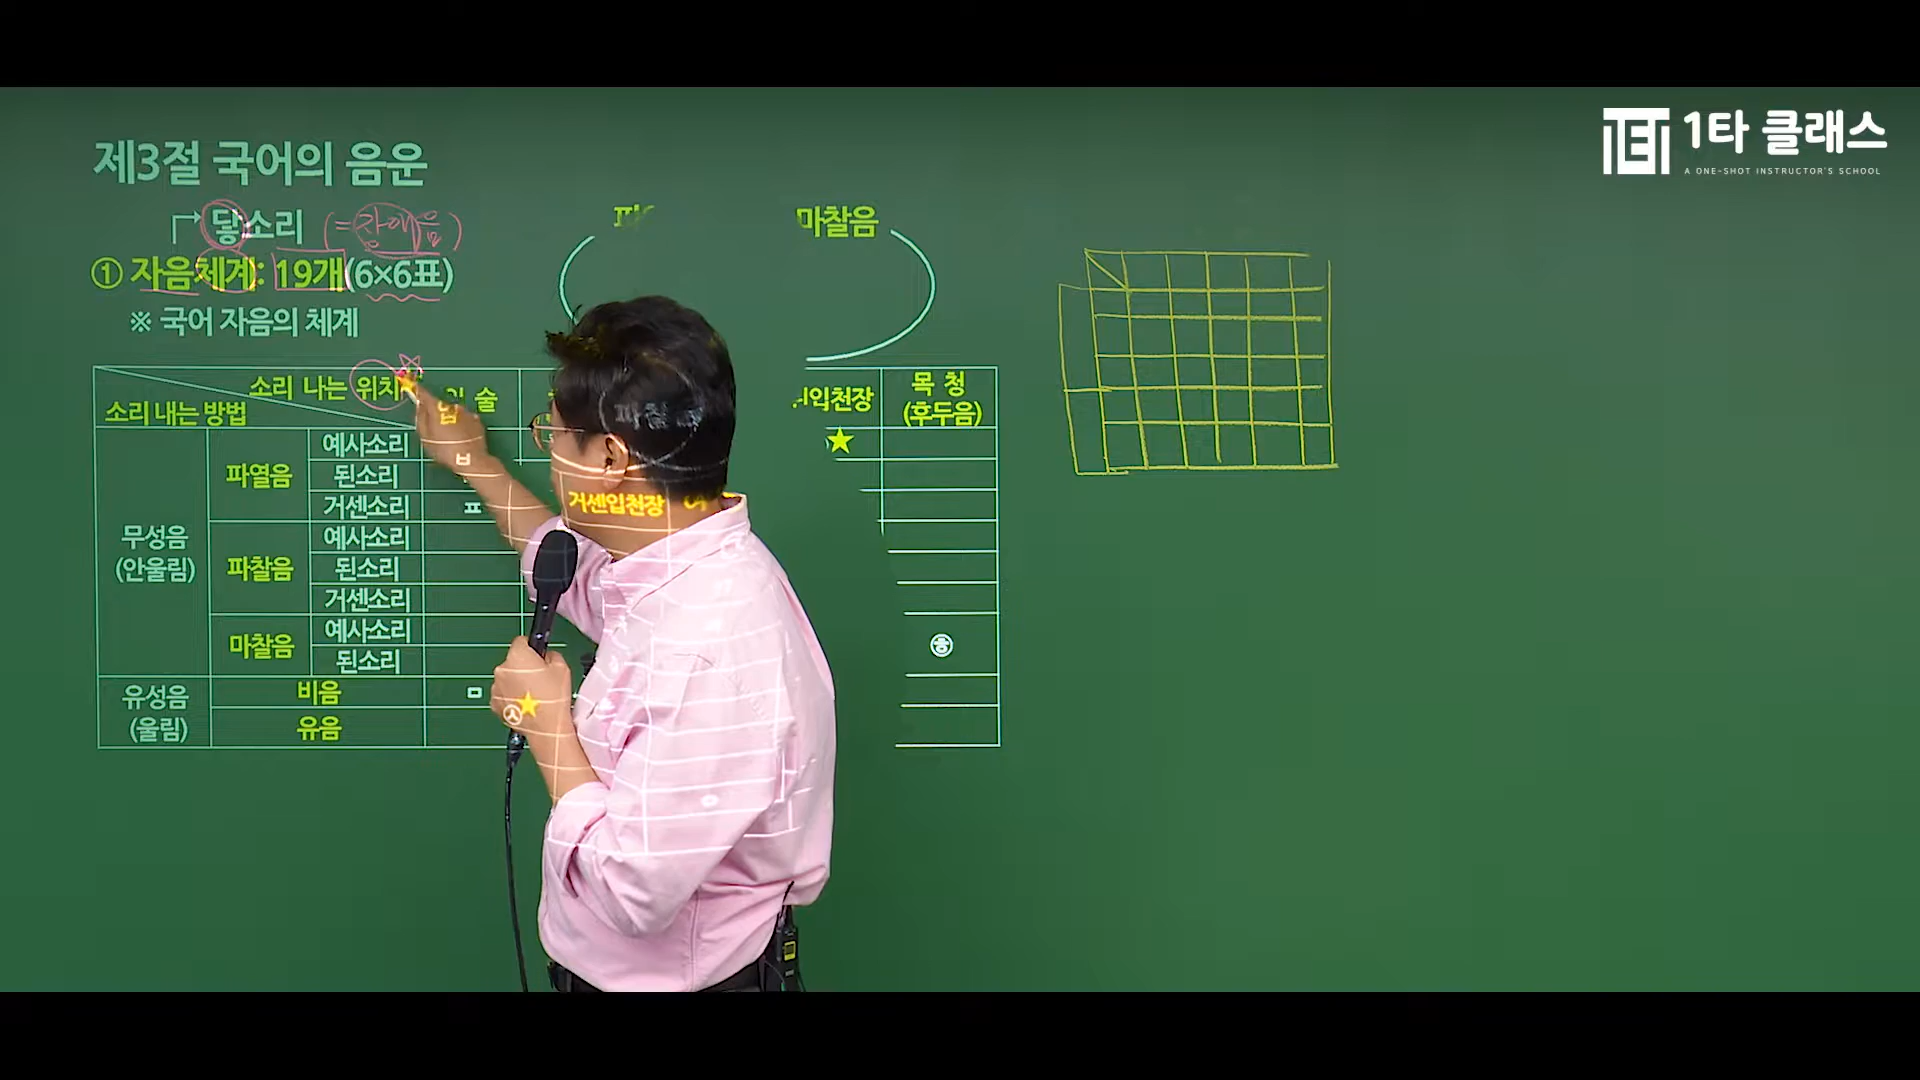 1타 클래스
A ONE-SHOT INSTRUCTOR'S SCHOOL
제3절 국어의 음운
닿소리 (=장애음)
마찰음
① 자음체계: 19개(6×6표)
※ 국어 자음의 체계
소리 나는 위치
소리 내는 방법
입술
목청
(후두음)
무성음
(안울림)
파열음
예사소리
된소리
거센소리
ㅂ
ㅍ
거센입천장
파찰음
예사소리
된소리
거센소리
마찰음
예사소리
된소리
ㅅ
ㅎ
유성음
(울림)
비음
ㅁ
유음